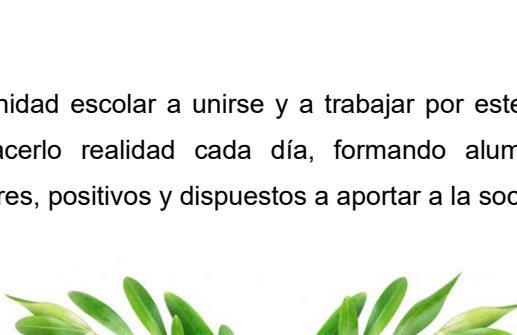 nidad escolar a unirse y a trabajar por este
acerlo realidad cada día, formando alum
res, positivos y dispuestos a aportar a la soc